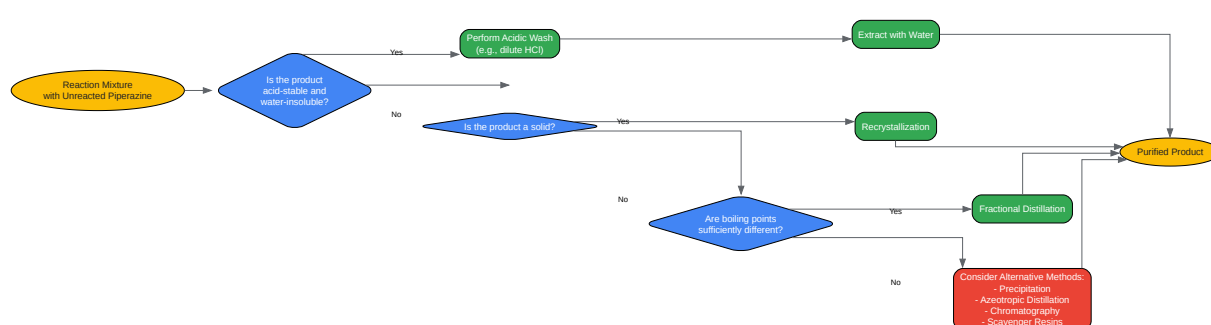 Reaction Mixture
with Unreacted Piperazine
Is the product
acid-stable and
water-insoluble?
Yes
Perform Acidic Wash
(e.g., dilute HCl)
Extract with Water
No
Is the product a solid?
Yes
Recrystallization
Purified Product
No
Are boiling points
sufficiently different?
Yes
Fractional Distillation
No
Consider Alternative Methods:
- Precipitation
- Azeotropic Distillation
- Chromatography
- Scavenger Resins